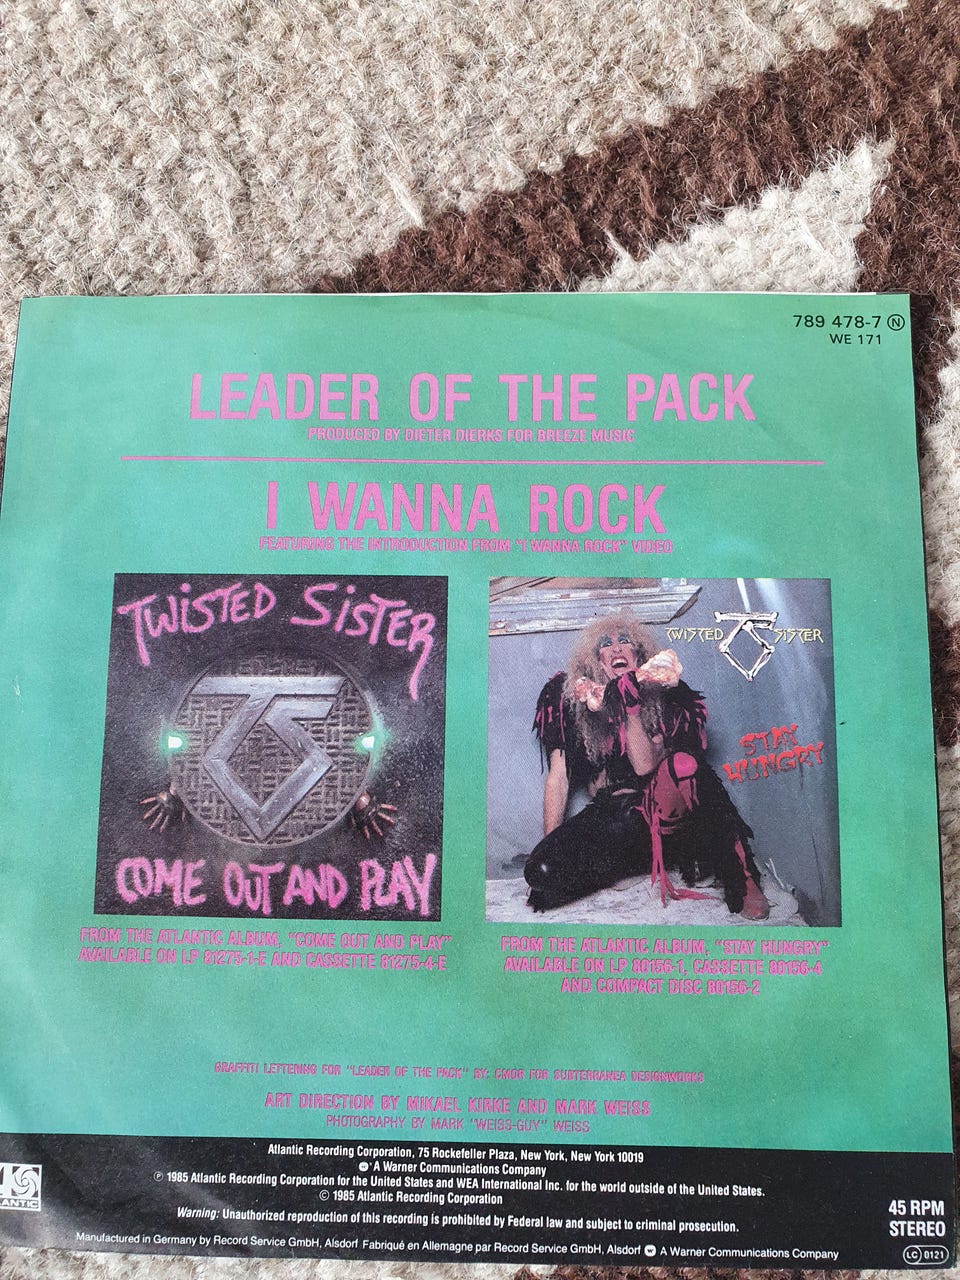 789 478-7 Ⓝ
WE 171
LEADER OF THE PACK
PRODUCED BY DIETER DIERKS FOR BREEZE MUSIC
I WANNA ROCK
FEATURING THE INTRODUCTION FROM "I WANNA ROCK" VIDEO
TWISTED SISTER
TS
COME OUT AND PLAY
TWISTED TS SISTER
STAY
HUNGRY
FROM THE ATLANTIC ALBUM, "COME OUT AND PLAY"
AVAILABLE ON LP 81275-1-E AND CASSETTE 81275-4-E
FROM THE ATLANTIC ALBUM, "STAY HUNGRY"
AVAILABLE ON LP 80156-1, CASSETTE 80156-4
AND COMPACT DISC 80156-2
GRAFFITI LETTERING FOR "LEADER OF THE PACK" BY: CMOR FOR SUBTERRANEA DESIGNWORKS
ART DIRECTION BY MIKAEL KIRKE AND MARK WEISS
PHOTOGRAPHY BY MARK "WEISS-GUY" WEISS
Atlantic Recording Corporation, 75 Rockefeller Plaza, New York, New York 10019
A Warner Communications Company
℗ 1985 Atlantic Recording Corporation for the United States and WEA International Inc. for the world outside of the United States.
© 1985 Atlantic Recording Corporation
Warning: Unauthorized reproduction of this recording is prohibited by Federal law and subject to criminal prosecution.
Manufactured in Germany by Record Service GmbH, Alsdorf Fabriqué en Allemagne par Record Service GmbH, Alsdorf A Warner Communications Company
45 RPM
STEREO
LC 0121